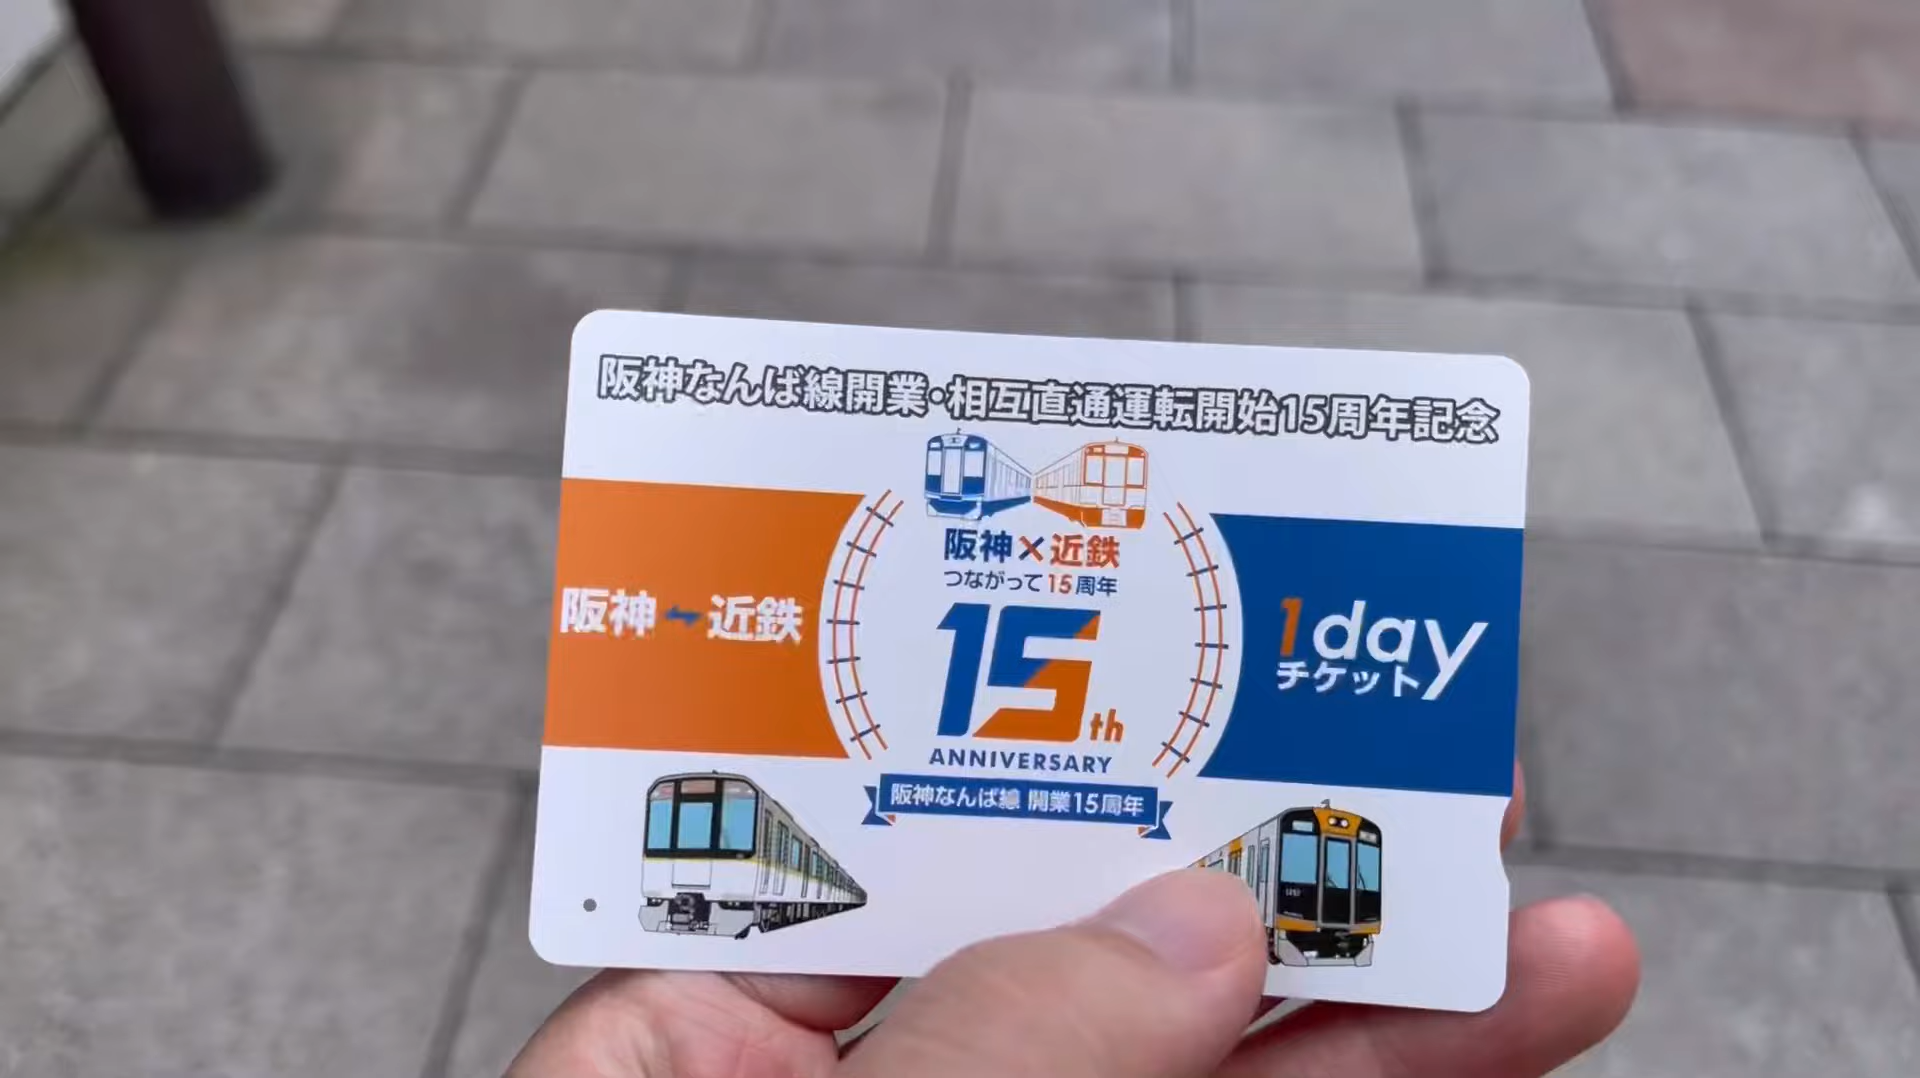 阪神なんば線開業・相互直通運転開始15周年記念
阪神×近鉄
つながって15周年
阪神⇆近鉄
15th
ANNIVERSARY
1day
チケット
阪神なんば線 開業15周年